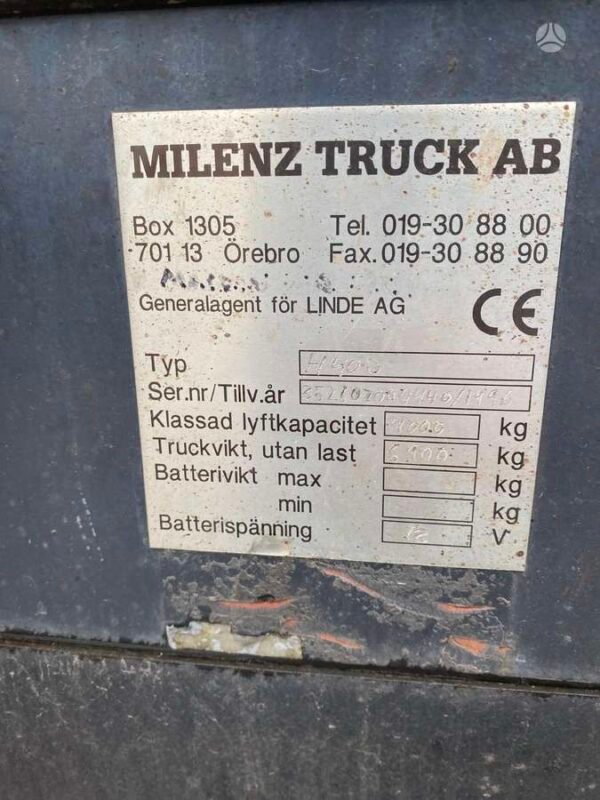 MILENZ TRUCK AB
Box 1305 Tel. 019-30 88 00
701 13 Örebro Fax. 019-30 88 90
Generalagent för LINDE AG CE
Typ
Ser.nr/Tillv.år
Klassad lyftkapacitet kg
Truckvikt, utan last kg
Batterivikt max kg
min kg
Batterispänning 12 V